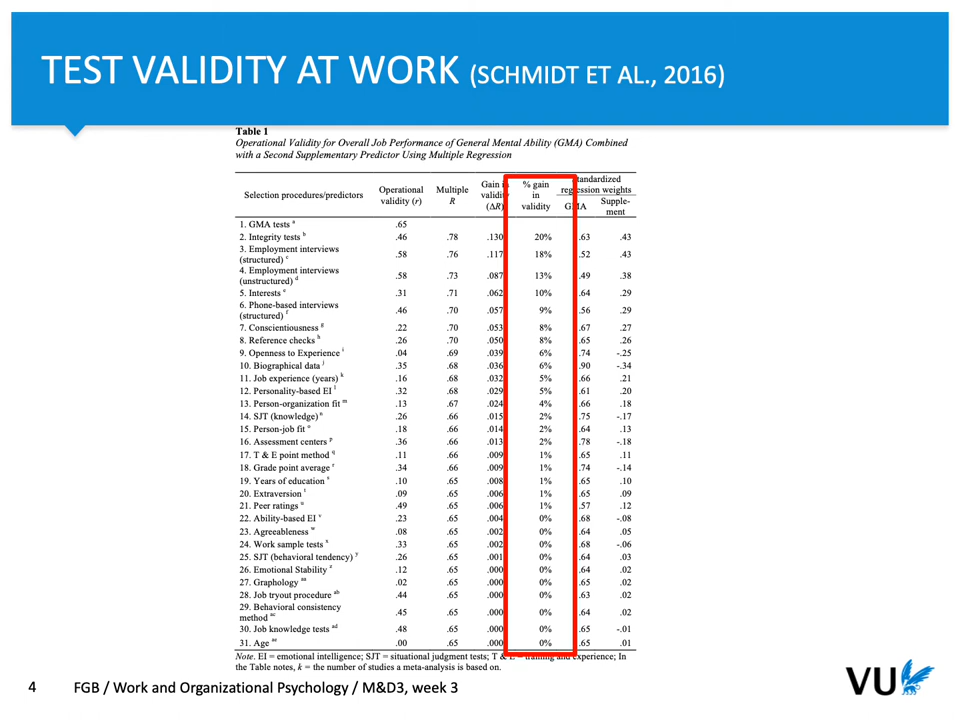 TEST VALIDITY AT WORK (SCHMIDT ET AL., 2016)
Table 1
Operational Validity for Overall Job Performance of General Mental Ability (GMA) Combined
with a Second Supplementary Predictor Using Multiple Regression
Selection procedures/predictors Operational validity (r) Multiple R Gain in validity (ΔR) % gain in validity Standardized regression weights GMA Supple-ment
1. GMA tests a .65
2. Integrity tests b .46 .78 .130 20% .63 .43
3. Employment interviews
(structured) c .58 .76 .117 18% .52 .43
4. Employment interviews
(unstructured) d .58 .73 .087 13% .49 .38
5. Interests e .31 .71 .062 10% .64 .29
6. Phone-based interviews
(structured) f .46 .70 .057 9% .56 .29
7. Conscientiousness g .22 .70 .053 8% .67 .27
8. Reference checks h .26 .70 .050 8% .65 .26
9. Openness to Experience i .04 .69 .039 6% .74 -.25
10. Biographical data j .35 .68 .036 6% .90 -.34
11. Job experience (years) k .16 .68 .032 5% .66 .21
12. Personality-based EI l .32 .68 .029 5% .61 .20
13. Person-organization fit m .13 .67 .024 4% .66 .18
14. SJT (knowledge) n .26 .66 .015 2% .75 -.17
15. Person-job fit o .18 .66 .014 2% .64 .13
16. Assessment centers p .36 .66 .013 2% .78 -.18
17. T & E point method q .11 .66 .009 1% .65 .11
18. Grade point average r .34 .66 .009 1% .74 -.14
19. Years of education s .10 .65 .008 1% .65 .10
20. Extraversion t .09 .65 .006 1% .65 .09
21. Peer ratings u .49 .65 .006 1% .57 .12
22. Ability-based EI v .23 .65 .004 0% .68 -.08
23. Agreeableness w .08 .65 .002 0% .64 .05
24. Work sample tests x .33 .65 .002 0% .68 -.06
25. SJT (behavioral tendency) y .26 .65 .001 0% .64 .03
26. Emotional Stability z .12 .65 .000 0% .64 .02
27. Graphology aa .02 .65 .000 0% .65 .02
28. Job tryout procedure ab .44 .65 .000 0% .63 .02
29. Behavioral consistency
method ac .45 .65 .000 0% .64 .02
30. Job knowledge tests ad .48 .65 .000 0% .65 -.01
31. Age ae .00 .65 .000 0% .65 .01
Note. EI = emotional intelligence; SJT = situational judgment tests; T & E = training and experience; In
the Table notes, k = the number of studies a meta-analysis is based on.
4 FGB / Work and Organizational Psychology / M&D3, week 3
VU